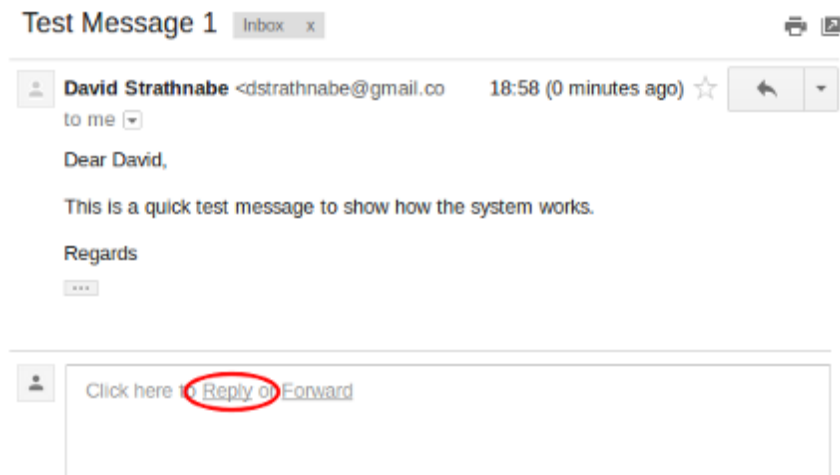 Test Message 1 Inbox x
David Strathnabe <dstrathnabe@gmail.co 18:58 (0 minutes ago)
to me
Dear David,
This is a quick test message to show how the system works.
Regards
Click here to Reply or Forward